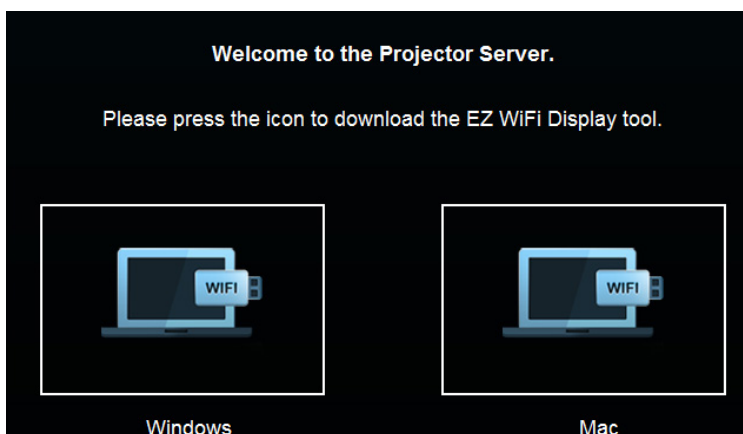 Welcome to the Projector Server.
Please press the icon to download the EZ WiFi Display tool.
WIFI WIFI
Windows Mac